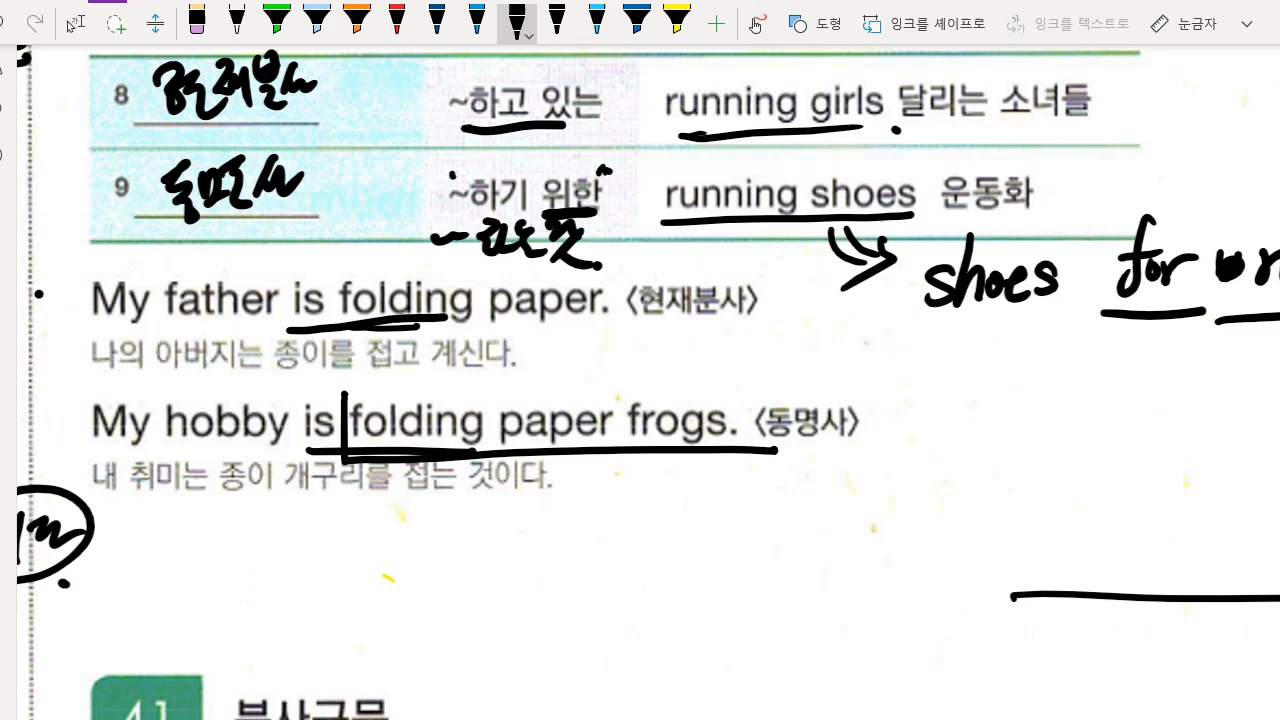 도형 잉크를 셰이프로 잉크를 텍스트로 눈금자
8 현재분사 ~하고 있는 running girls 달리는 소녀들
9 동명사 ~하기 위한 running shoes 운동화
shoes for
My father is folding paper. <현재분사>
나의 아버지는 종이를 접고 계신다.
My hobby is folding paper frogs. <동명사>
내 취미는 종이 개구리를 접는 것이다.
41 분사구문